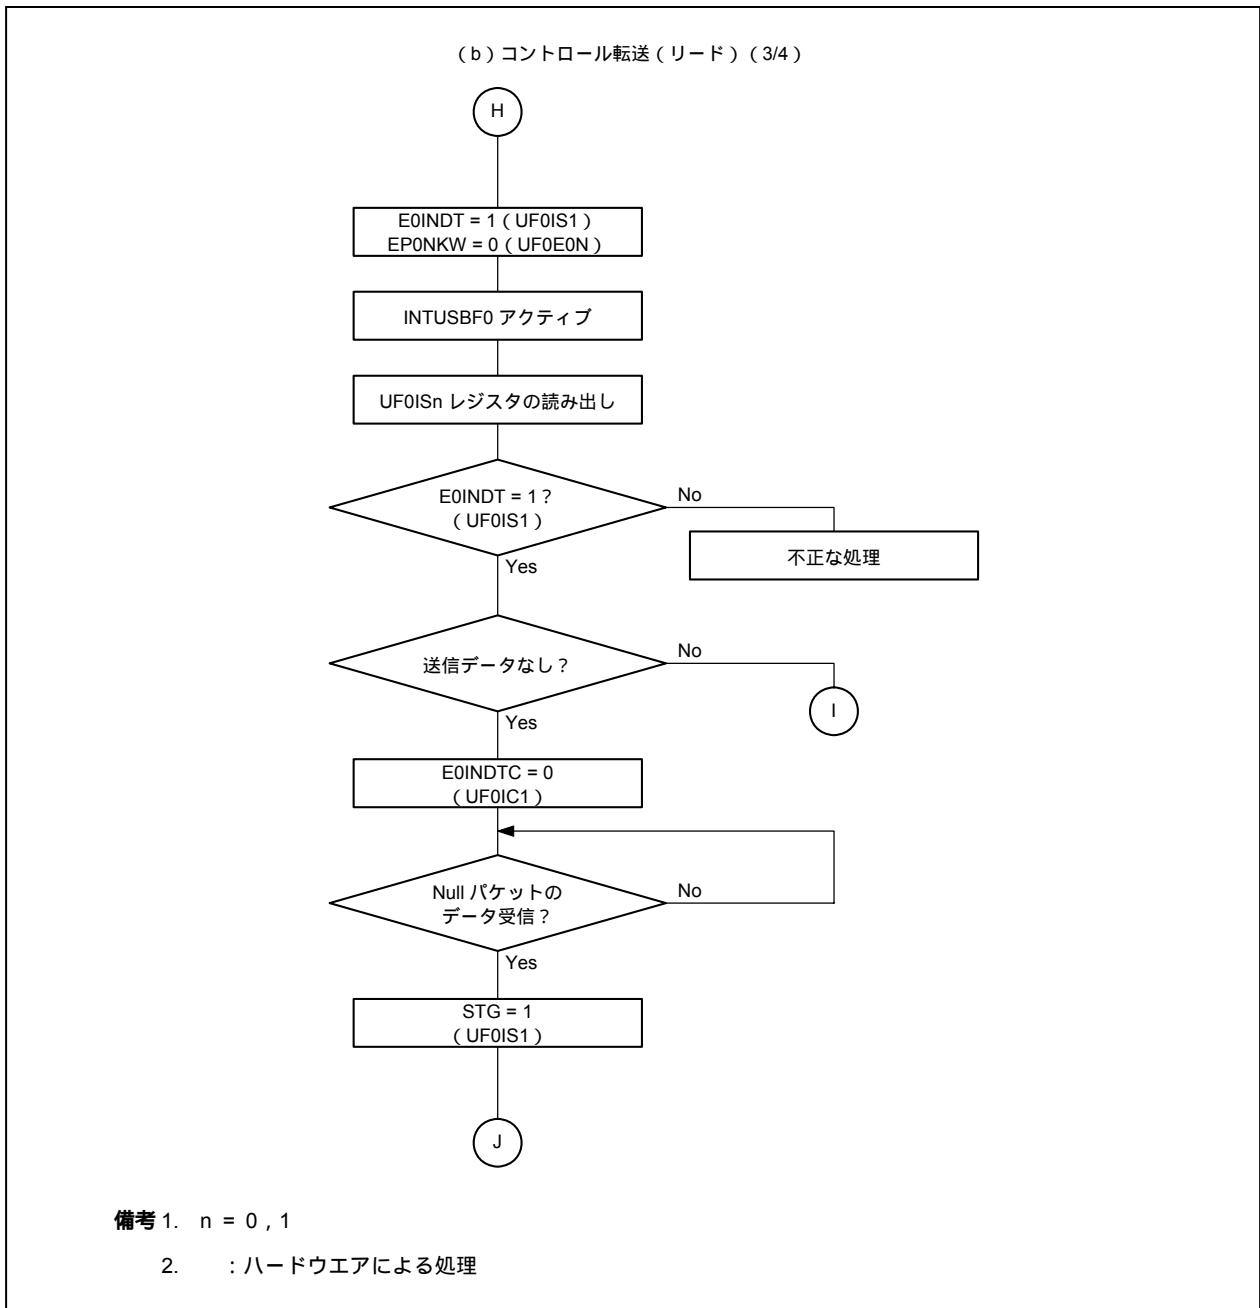 （b）コントロール転送（リード）（3/4）
H
E0INDT = 1（UF0IS1）
EP0NKW = 0（UF0E0N）
INTUSBF0 アクティブ
UF0ISn レジスタの読み出し
E0INDT = 1？
（UF0IS1）
No
不正な処理
Yes
送信データなし？
No
I
Yes
E0INDTC = 0
（UF0IC1）
Null パケットの
データ受信？
No
Yes
STG = 1
（UF0IS1）
J
備考 1. n = 0，1
2. ：ハードウエアによる処理